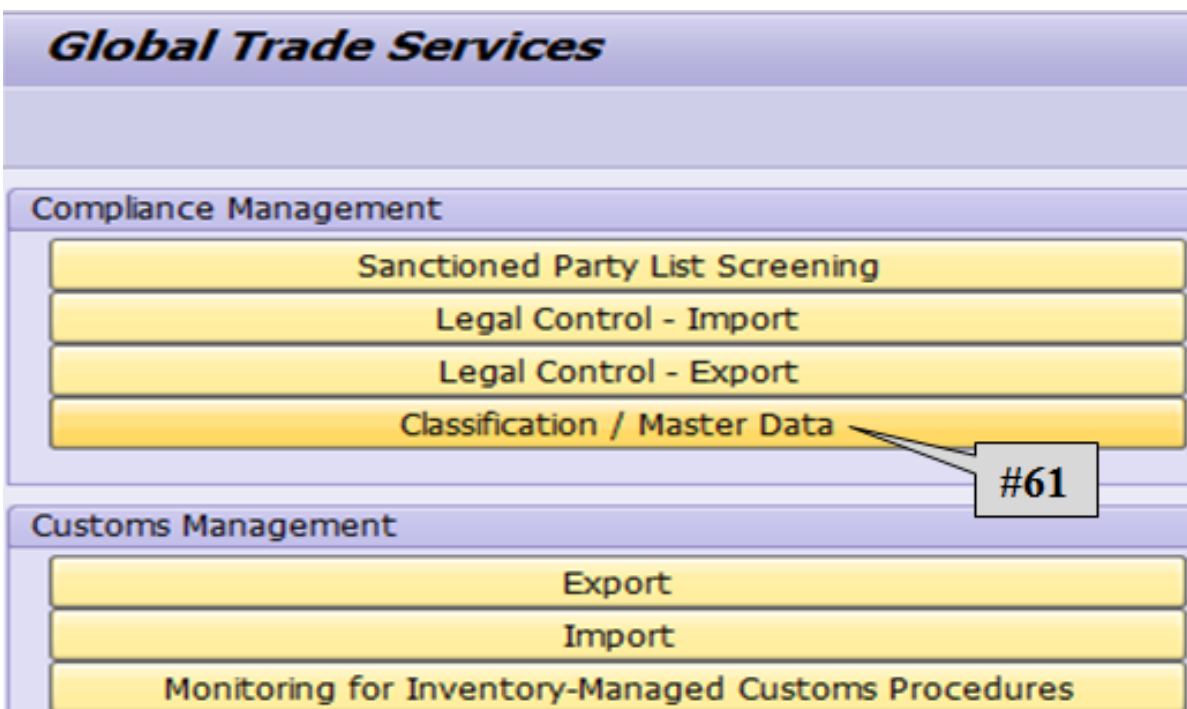 Global Trade Services
Compliance Management
Sanctioned Party List Screening
Legal Control - Import
Legal Control - Export
Classification / Master Data
#61
Customs Management
Export
Import
Monitoring for Inventory-Managed Customs Procedures